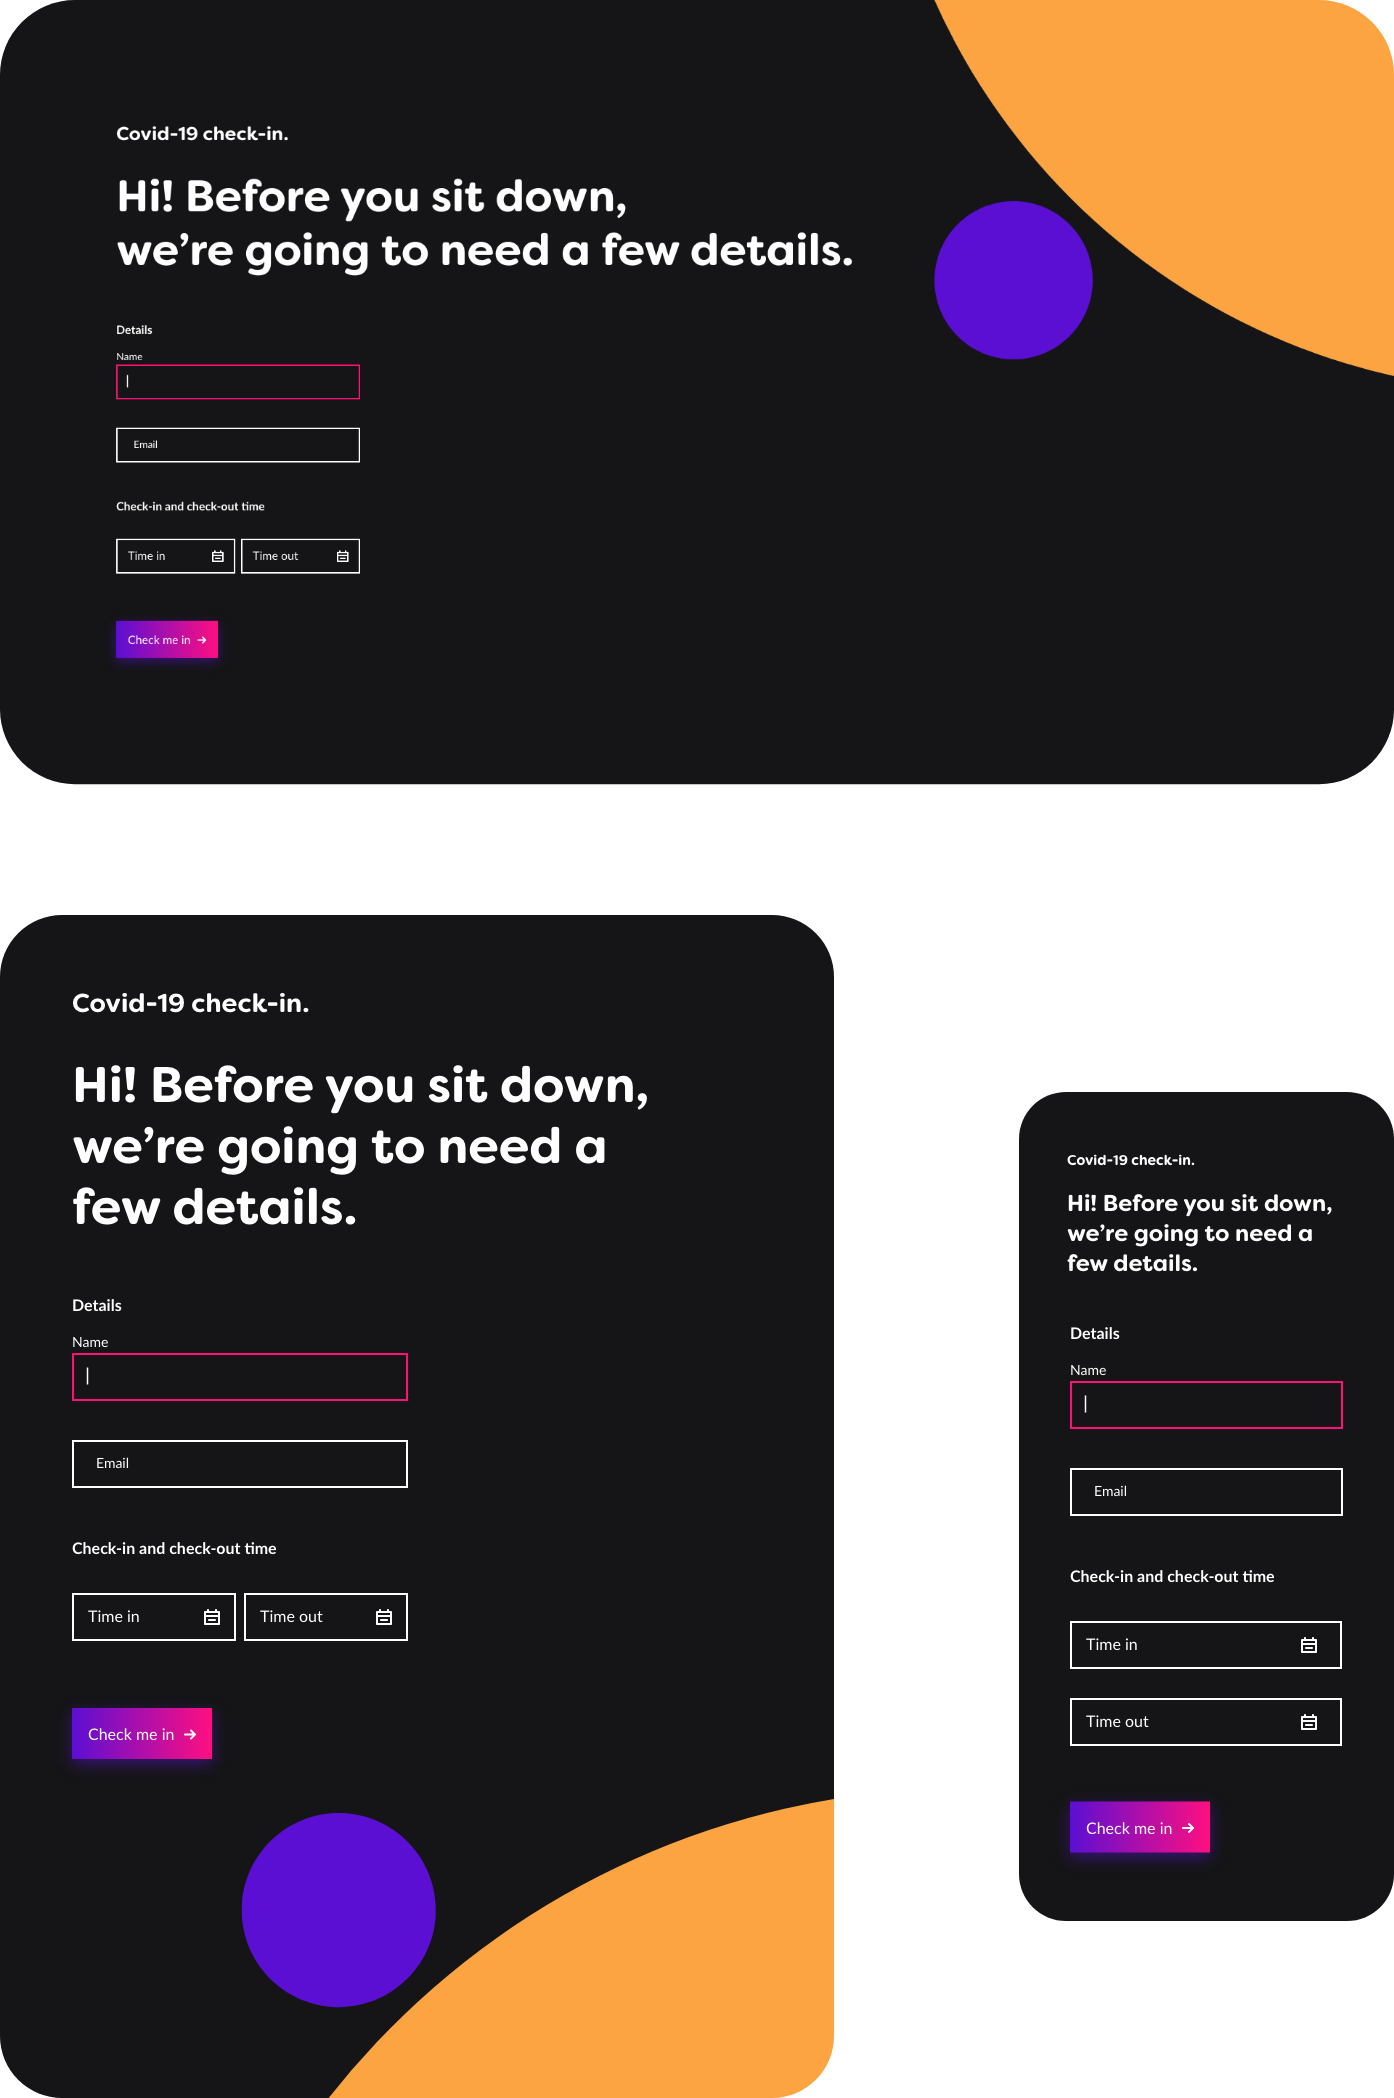 Covid-19 check-in.
Hi! Before you sit down,
we’re going to need a few details.
Details
Name
Email
Check-in and check-out time
Time in
Time out
Check me in
Covid-19 check-in.
Hi! Before you sit down,
we’re going to need a
few details.
Details
Name
Email
Check-in and check-out time
Time in
Time out
Check me in
Covid-19 check-in.
Hi! Before you sit down,
we’re going to need a
few details.
Details
Name
Email
Check-in and check-out time
Time in
Time out
Check me in